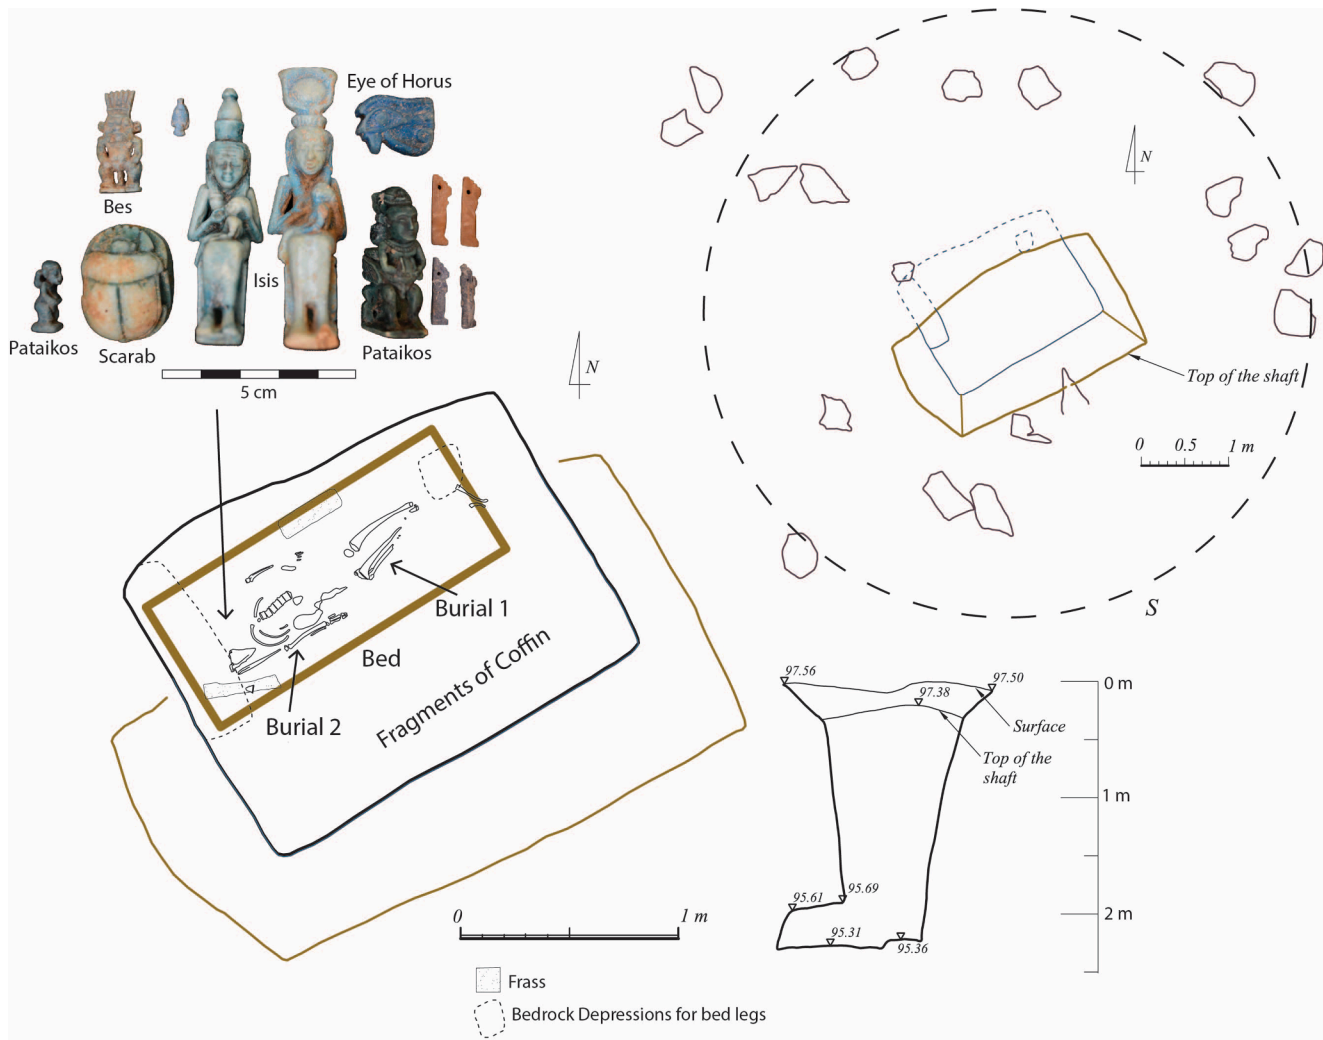 Eye of Horus
Bes
Isis
Pataikos
Scarab
Pataikos
5 cm
N
N
Top of the shaft
0 0.5 1 m
S
Burial 1
Bed
Burial 2
Fragments of Coffin
0 1 m
Frass
Bedrock Depressions for bed legs
97.56
97.50
97.38
Surface
Top of the
shaft
95.61
95.69
95.31
95.36
0 m
1 m
2 m